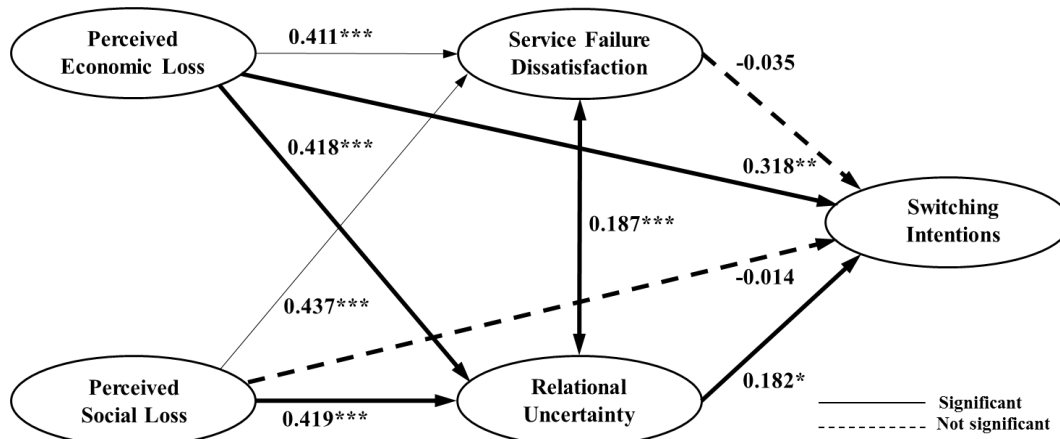 Perceived
Economic Loss
0.411***
Service Failure
Dissatisfaction
-0.035
0.418***
0.318**
Switching
Intentions
0.187***
-0.014
0.437***
Perceived
Social Loss
0.419***
Relational
Uncertainty
0.182*
Significant
Not significant